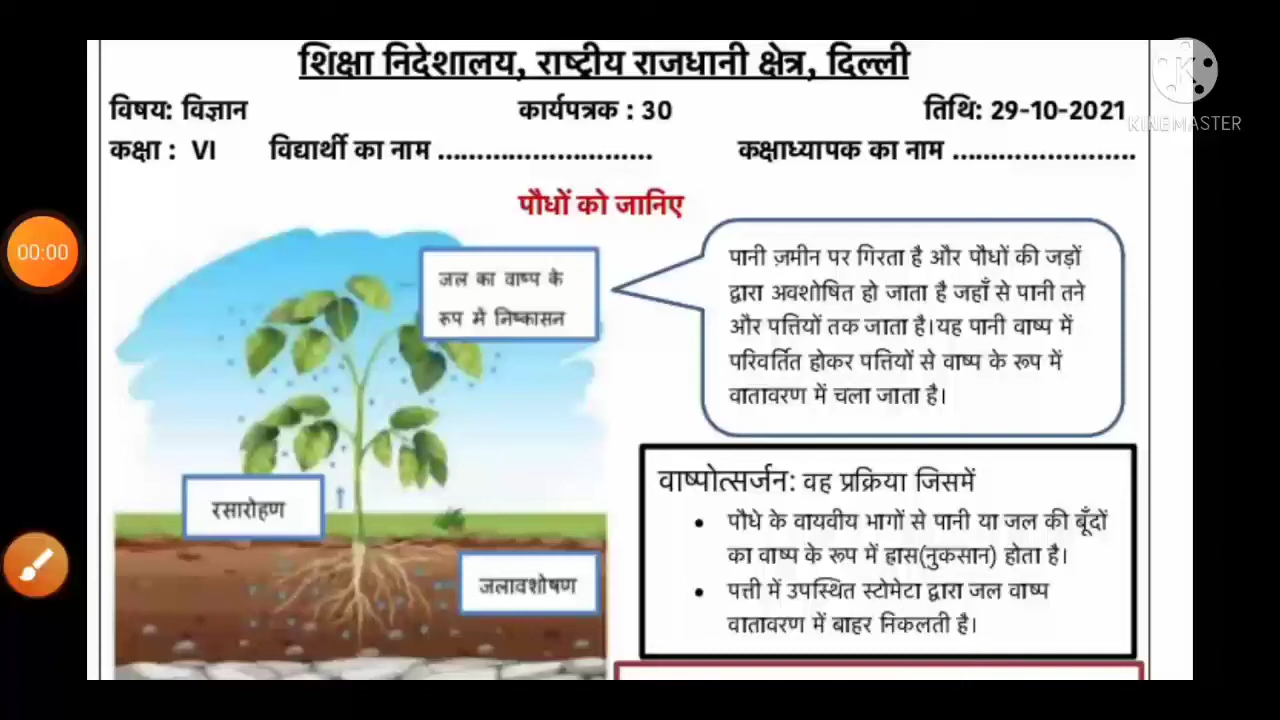 शिक्षा निदेशालय, राष्ट्रीय राजधानी क्षेत्र, दिल्ली
विषय: विज्ञान कार्यपत्रक : 30 तिथि: 29-10-2021
कक्षा : VI विद्यार्थी का नाम ........................... कक्षाध्यापक का नाम .......................
K
KINEMASTER
पौधों को जानिए
00:00
जल का वाष्प के
रूप में निष्कासन
पानी ज़मीन पर गिरता है और पौधों की जड़ों
द्वारा अवशोषित हो जाता है जहाँ से पानी तने
और पत्तियों तक जाता है।यह पानी वाष्प में
परिवर्तित होकर पत्तियों से वाष्प के रूप में
वातावरण में चला जाता है।
रसारोहण
जलावशोषण
वाष्पोत्सर्जन: वह प्रक्रिया जिसमें
• पौधे के वायवीय भागों से पानी या जल की बूँदों
का वाष्प के रूप में ह्रास(नुकसान) होता है।
• पत्ती में उपस्थित स्टोमेटा द्वारा जल वाष्प
वातावरण में बाहर निकलती है।